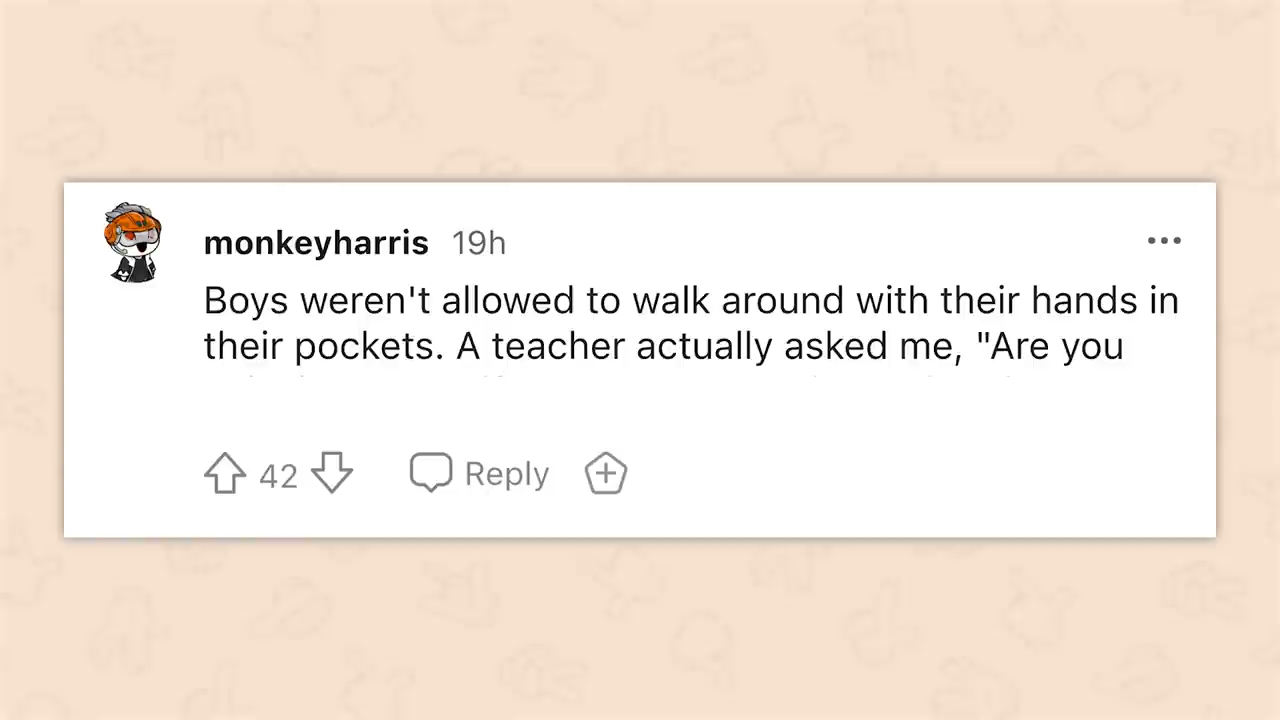 monkeyharris 19h
Boys weren't allowed to walk around with their hands in
their pockets. A teacher actually asked me, "Are you
42 Reply